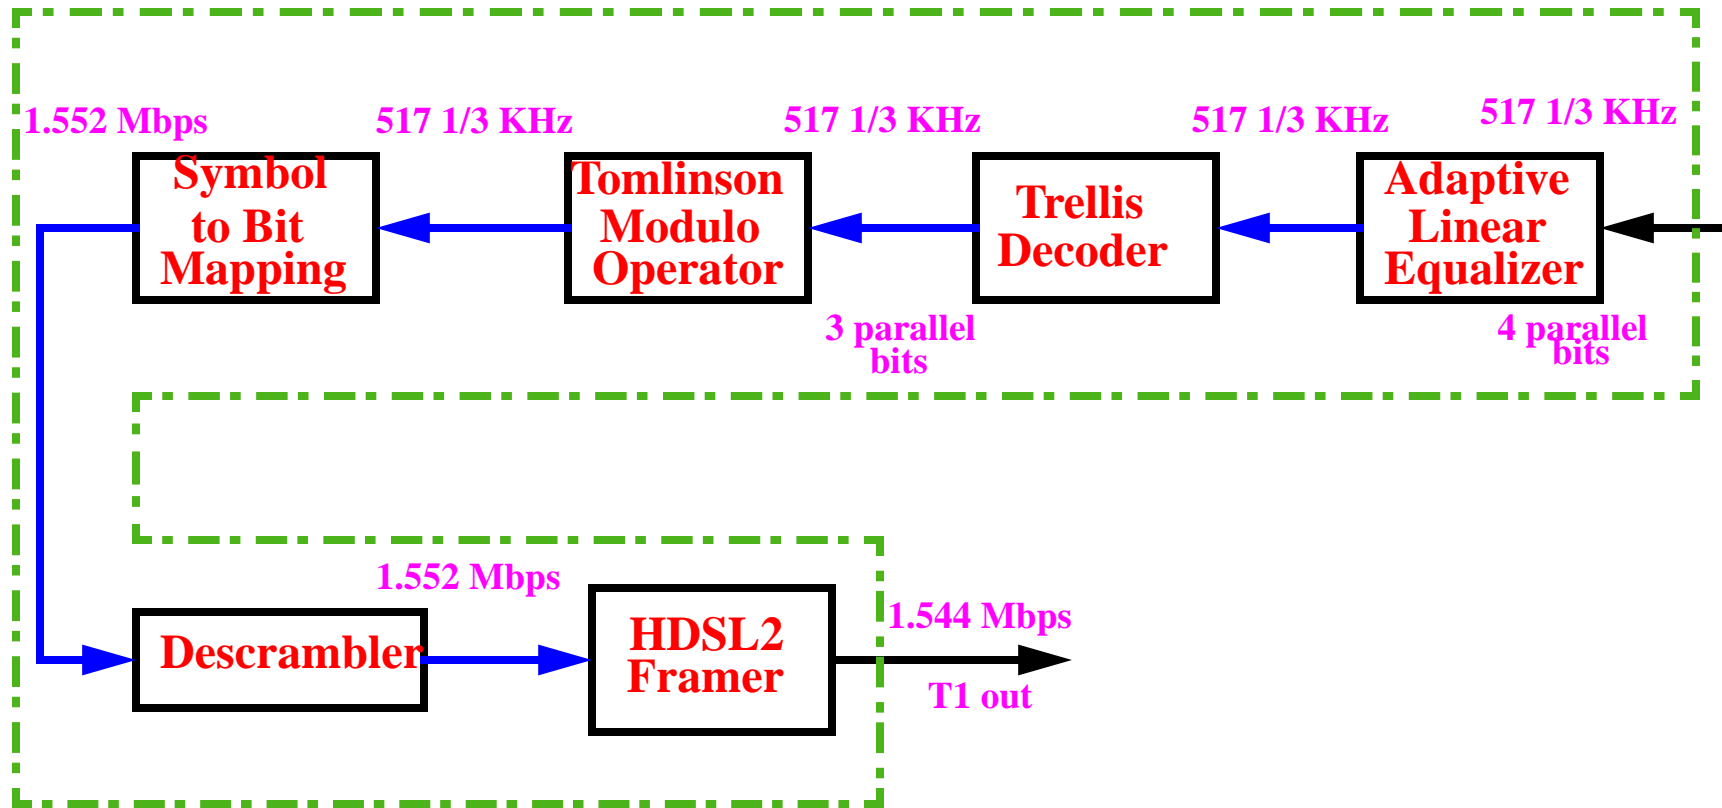 1.552 Mbps
517 1/3 KHz
517 1/3 KHz
517 1/3 KHz
517 1/3 KHz
Symbol
to Bit
Mapping
Tomlinson
Modulo
Operator
Trellis
Decoder
Adaptive
Linear
Equalizer
3 parallel
bits
4 parallel
bits
1.552 Mbps
Descrambler
HDSL2
Framer
1.544 Mbps
T1 out